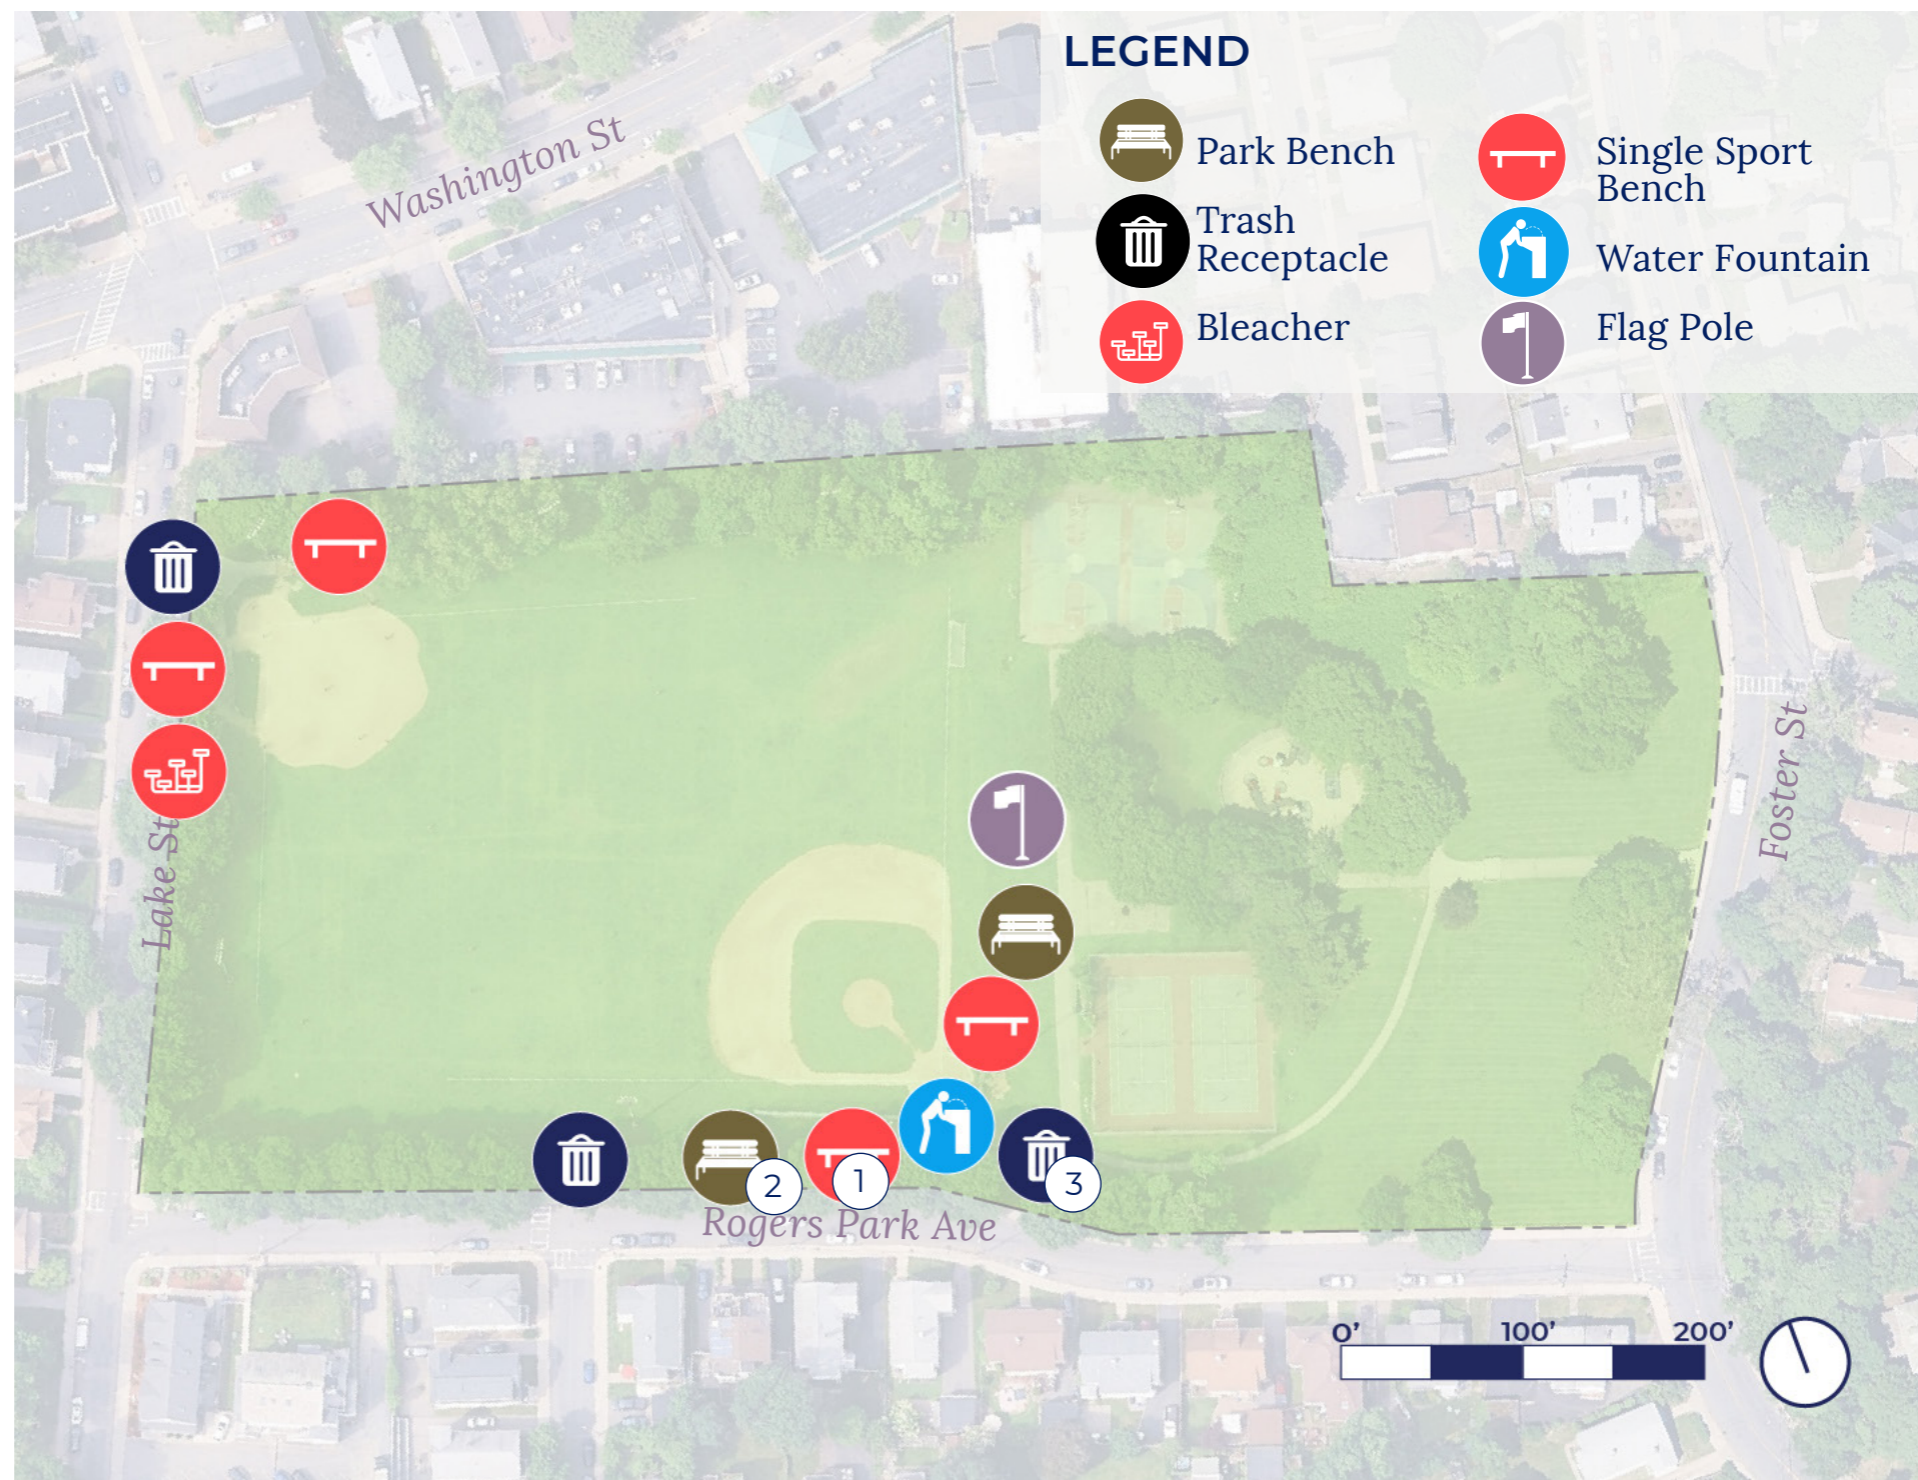 LEGEND
Park Bench
Trash
Receptacle
Bleacher
Single Sport
Bench
Water Fountain
Flag Pole
Washington St
Lake St
Foster St
2
1
3
Rogers Park Ave
0’
100’
200’